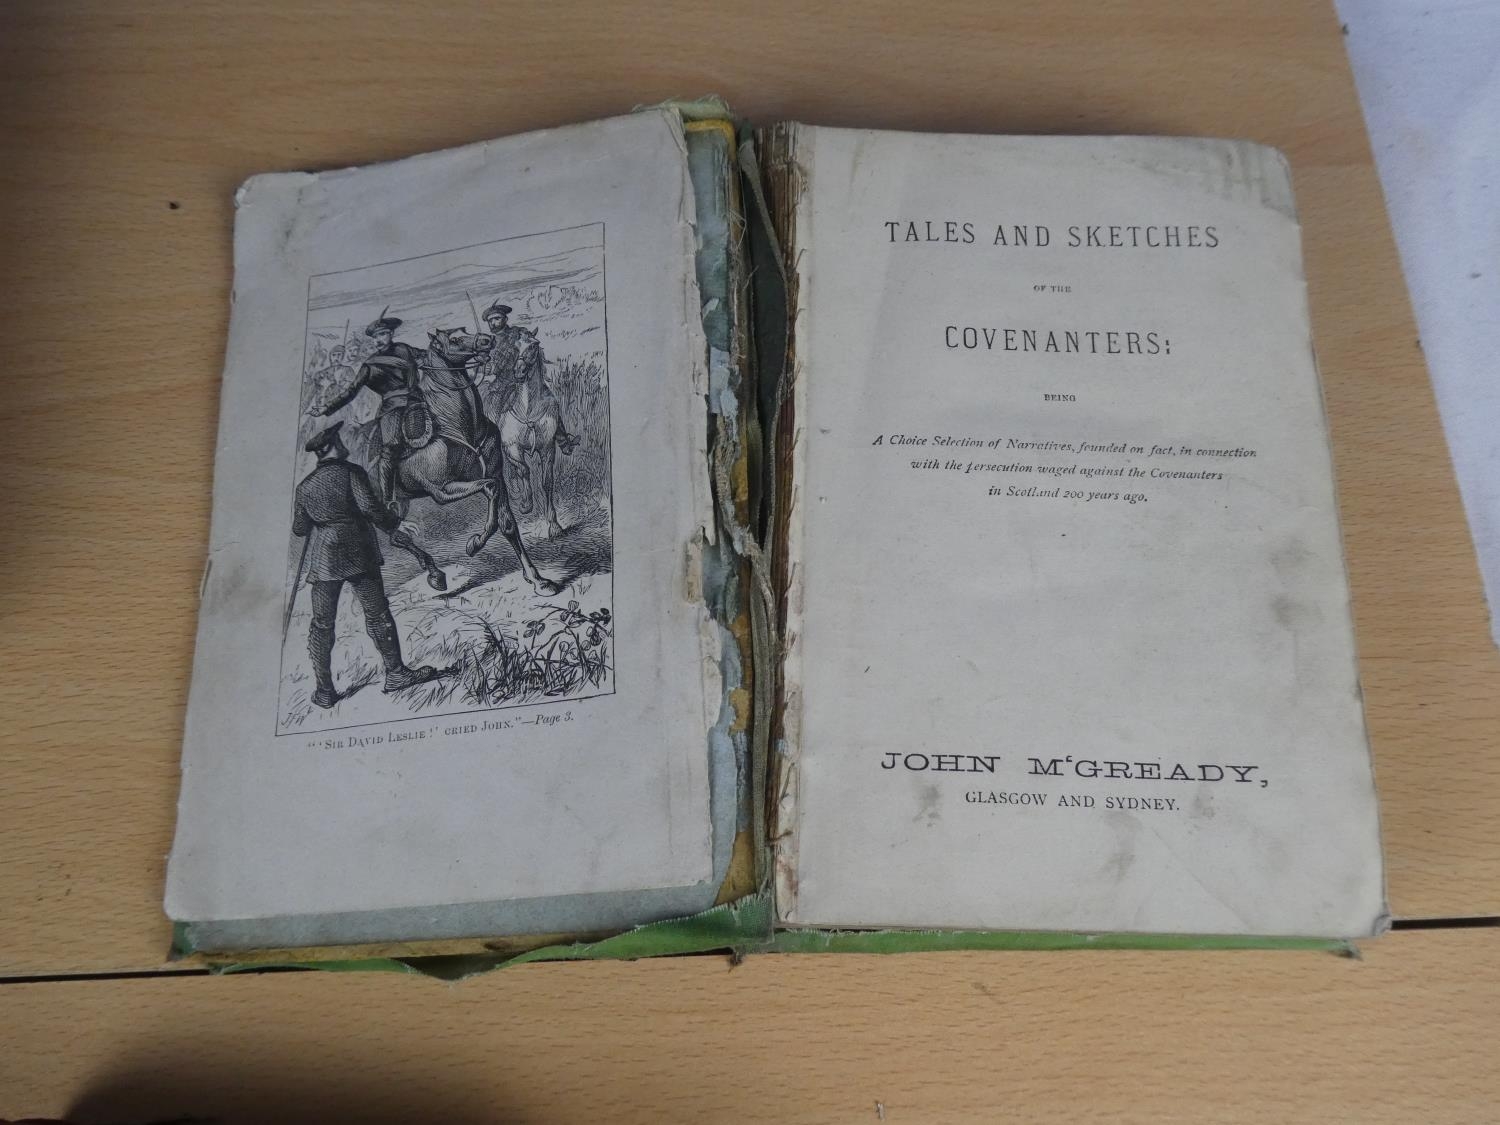 "'Sir David Leslie!' cried John."—Page 3.
TALES AND SKETCHES
OF THE
COVENANTERS:
BEING
A Choice Selection of Narratives, founded on fact, in connection
with the persecution waged against the Covenanters
in Scotland 200 years ago.
JOHN M‘GREADY,
GLASGOW AND SYDNEY.